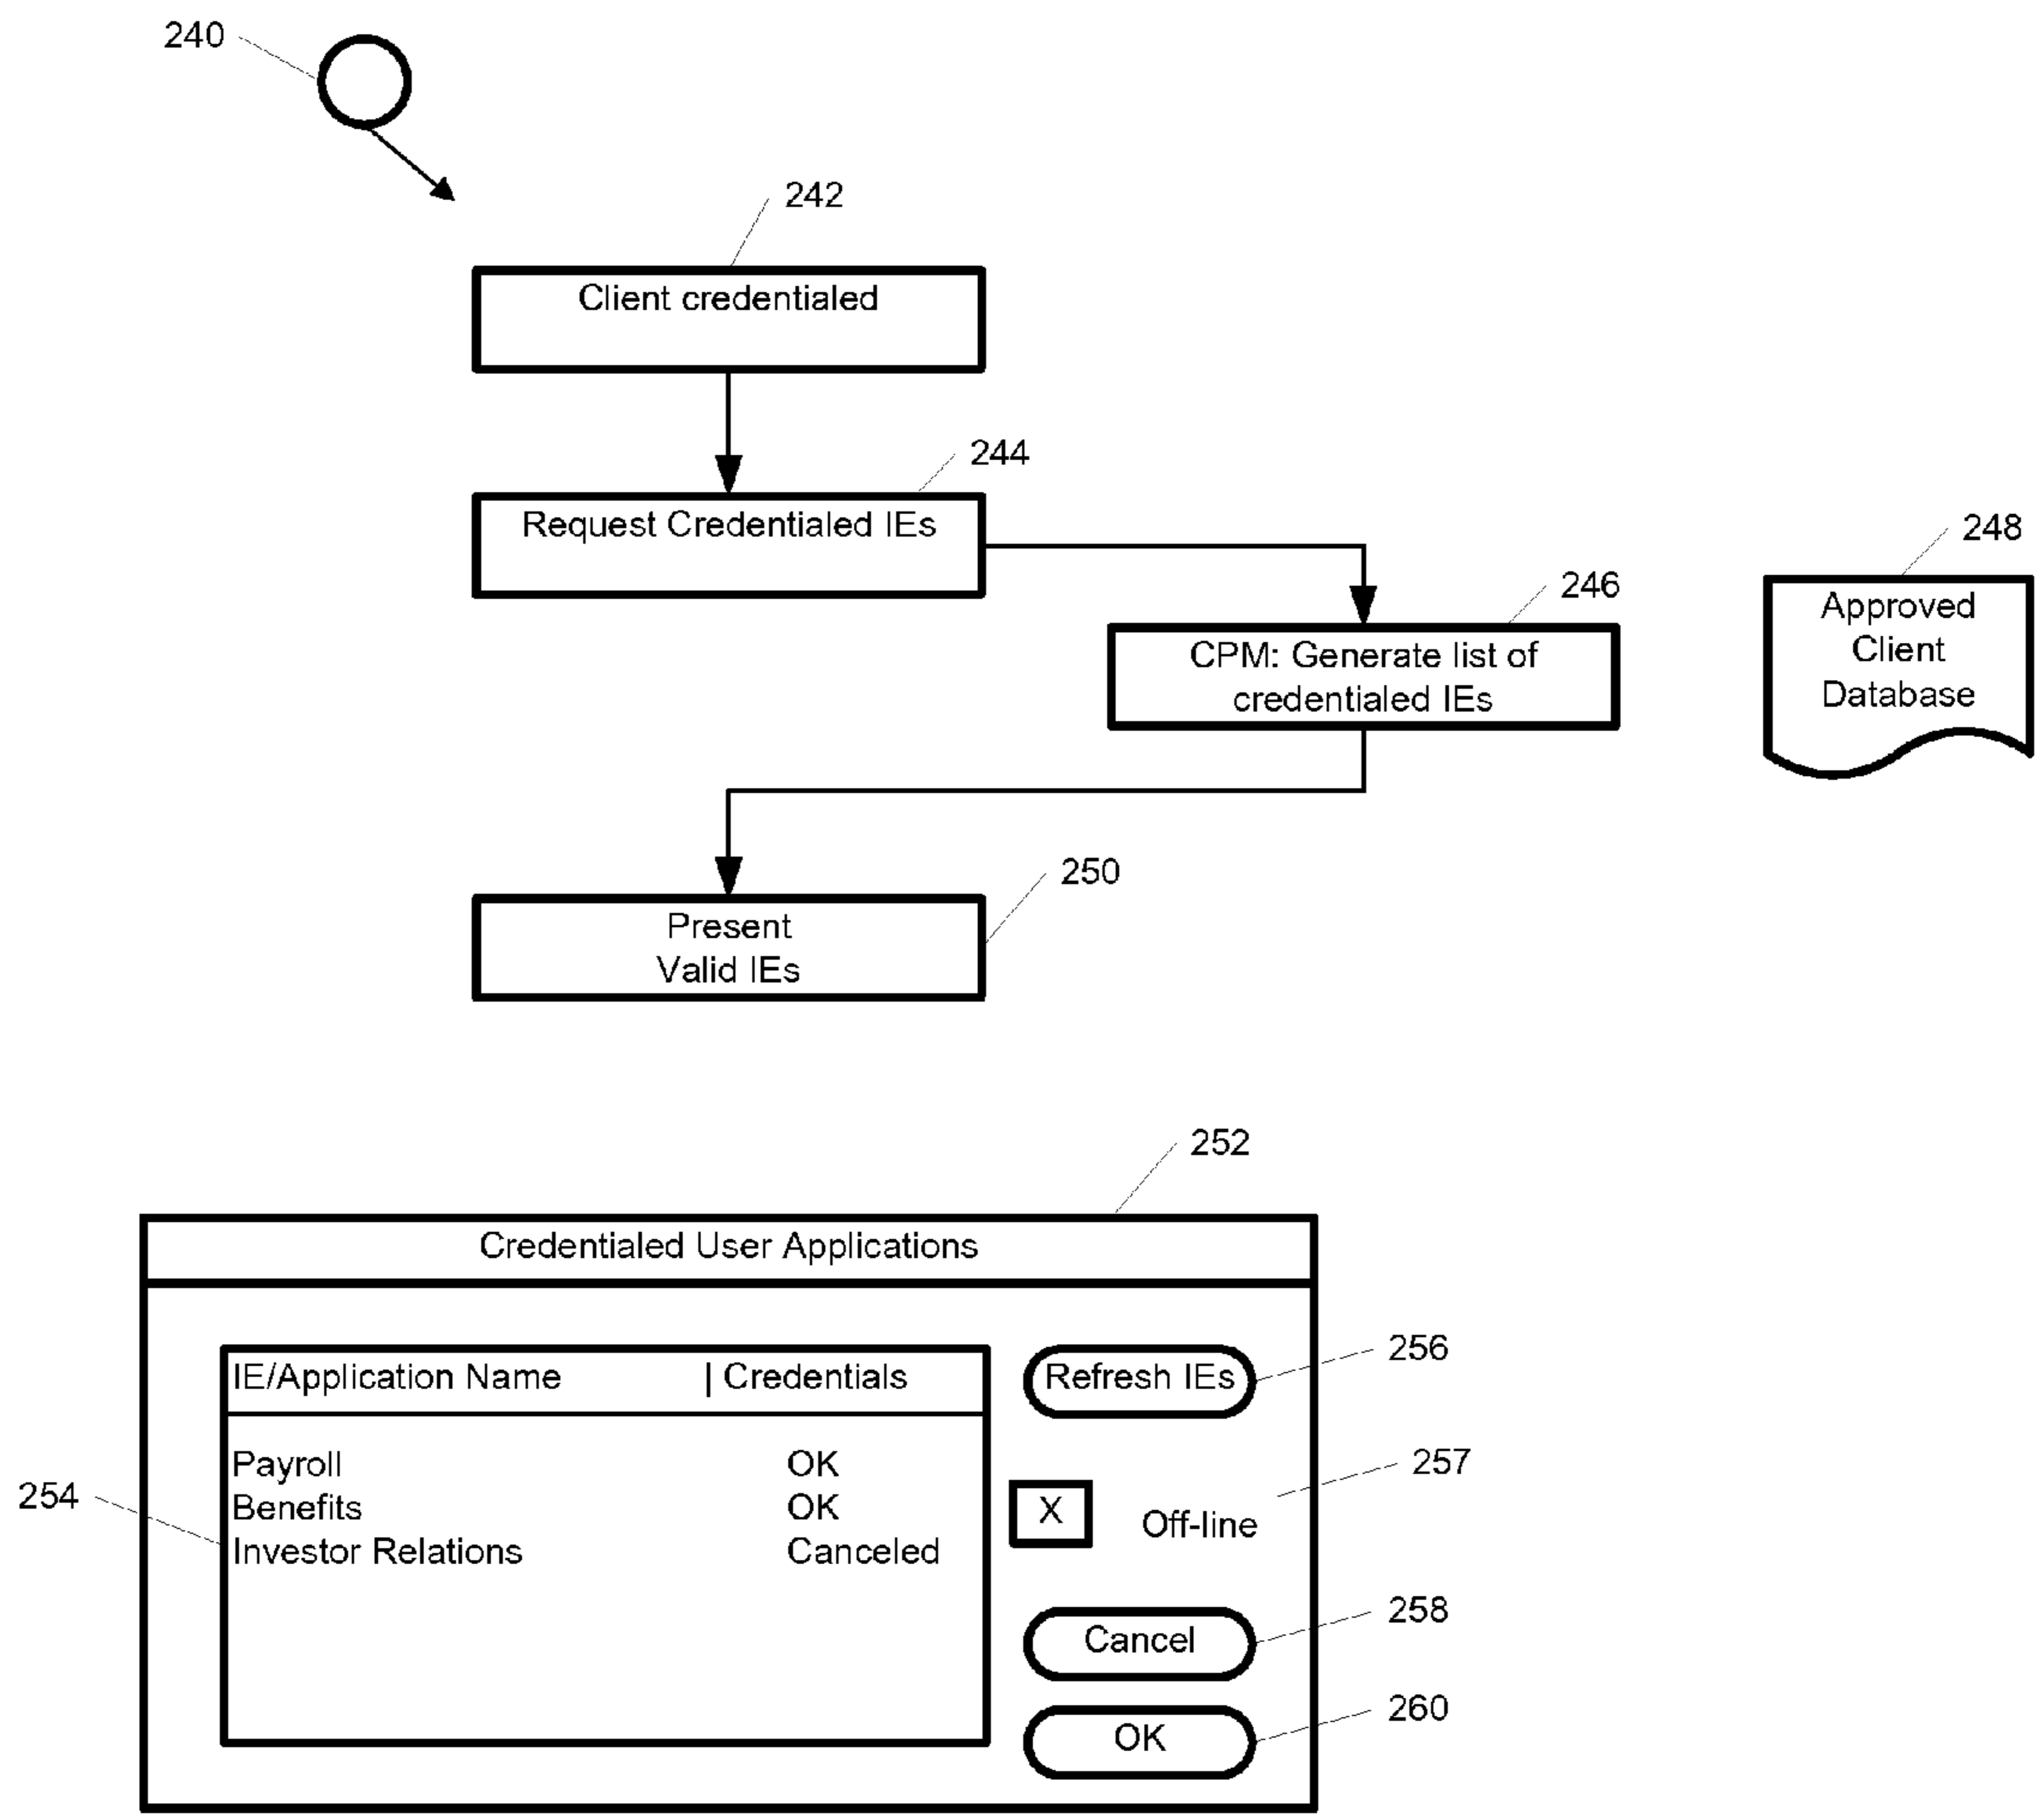 240
242
Client credentialed
244
Request Credentialed IEs
248
246
Approved
Client
Database
CPM: Generate list of
credentialed IEs
250
Present
Valid IEs
252
Credentialed User Applications
256
IE/Application Name | Credentials
Refresh IEs
257
Payroll OK
254
Benefits OK
X Off-line
Investor Relations Canceled
258
Cancel
260
OK